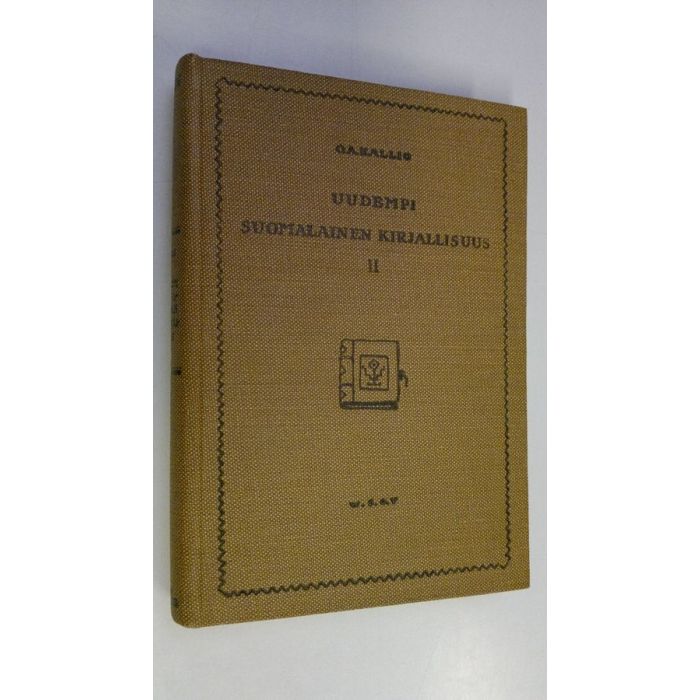 O.A.KALLIO
UUDEMPI
SUOMALAINEN KIRJALLISUUS
II
W.S.O.Y